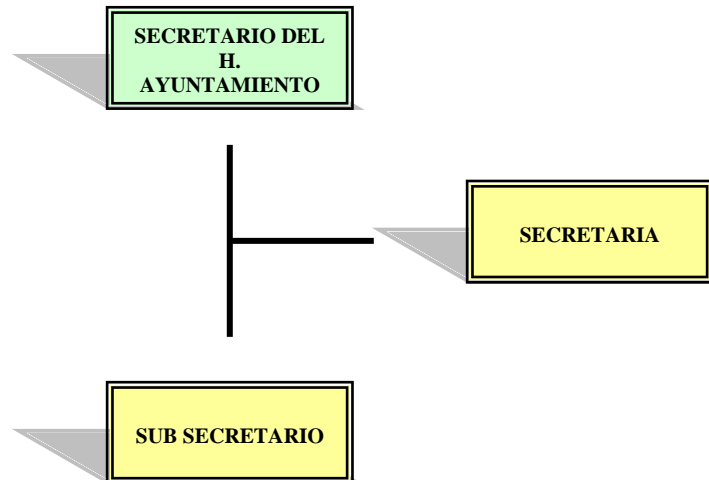 SECRETARIO DEL
H.
AYUNTAMIENTO
SECRETARIA
SUB SECRETARIO